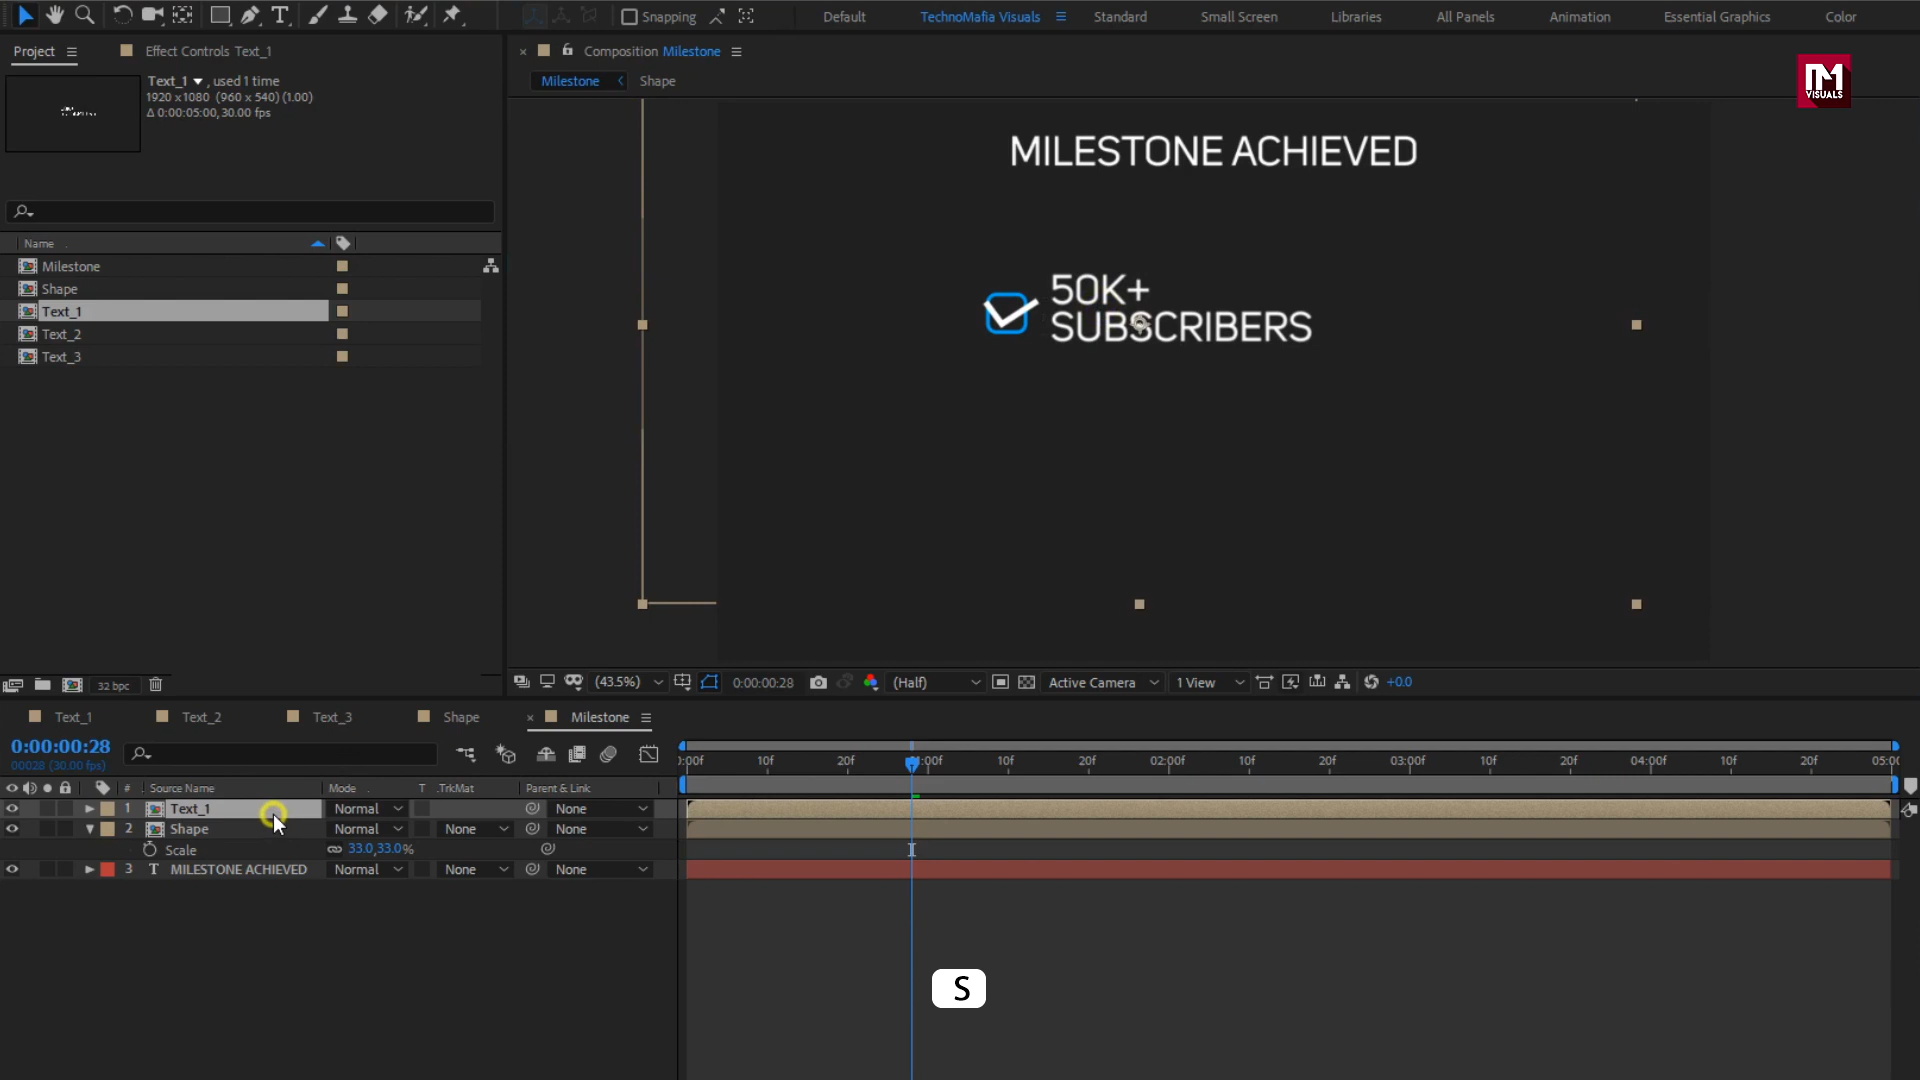 Snapping
Default
TechnoMafia Visuals
Standard
Small Screen
Libraries
All Panels
Animation
Essential Graphics
Color
Project
Effect Controls Text_1
Text_1 , used 1 time
1920 x1080 (960 x 540) (1.00)
Δ 0:00:05:00, 30.00 fps
Name
Milestone
Shape
Text_1
Text_2
Text_3
32 bpc
Composition Milestone
Milestone
Shape
VISUALS
MILESTONE ACHIEVED
50K+
SUBSCRIBERS
(43.5%)
0:00:00:28
(Half)
Active Camera
1 View
+0.0
Text_1
Text_2
Text_3
Shape
Milestone
0:00:00:28
00028 (30.00 fps)
# Source Name Mode T .TrkMat Parent & Link
1 Text_1 Normal None
2 Shape Normal None None
Scale 33.0,33.0%
3 T MILESTONE ACHIEVED Normal None None
:00f 10f 20f 1:00f 10f 20f 02:00f 10f 20f 03:00f 10f 20f 04:00f 10f 20f 05:00
S